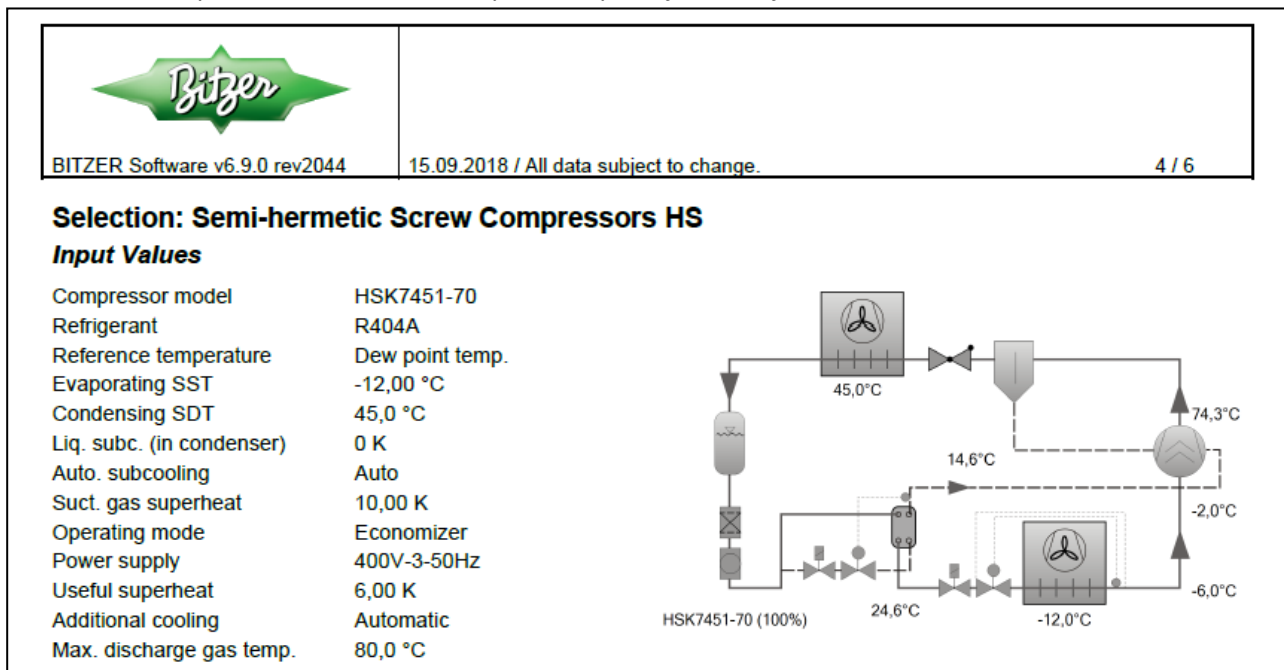 Bitzer
BITZER Software v6.9.0 rev2044 15.09.2018 / All data subject to change. 4 / 6
Selection: Semi-hermetic Screw Compressors HS
Input Values
Compressor model HSK7451-70
Refrigerant R404A
Reference temperature Dew point temp.
Evaporating SST -12,00 °C
Condensing SDT 45,0 °C
Liq. subc. (in condenser) 0 K
Auto. subcooling Auto
Suct. gas superheat 10,00 K
Operating mode Economizer
Power supply 400V-3-50Hz
Useful superheat 6,00 K
Additional cooling Automatic
Max. discharge gas temp. 80,0 °C
45,0°C
74,3°C
14,6°C
-2,0°C
-6,0°C
24,6°C
-12,0°C
HSK7451-70 (100%)